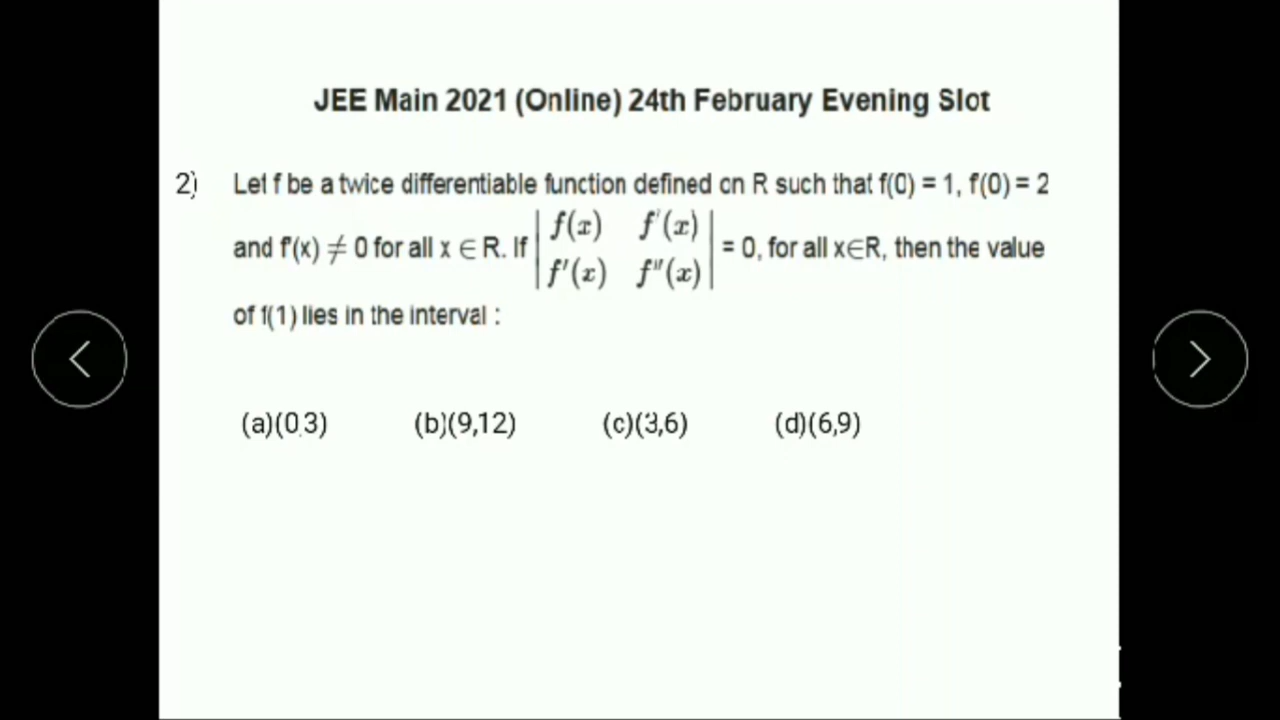 JEE Main 2021 (Online) 24th February Evening Slot
2) Let f be a twice differentiable function defined on R such that f(0) = 1, f(0) = 2
and f'(x) ≠ 0 for all x ∈ R. If | f(x) f'(x) | = 0, for all x∈R, then the value
| f'(x) f''(x) |
of f(1) lies in the interval :
(a)(0,3) (b)(9,12) (c)(3,6) (d)(6,9)